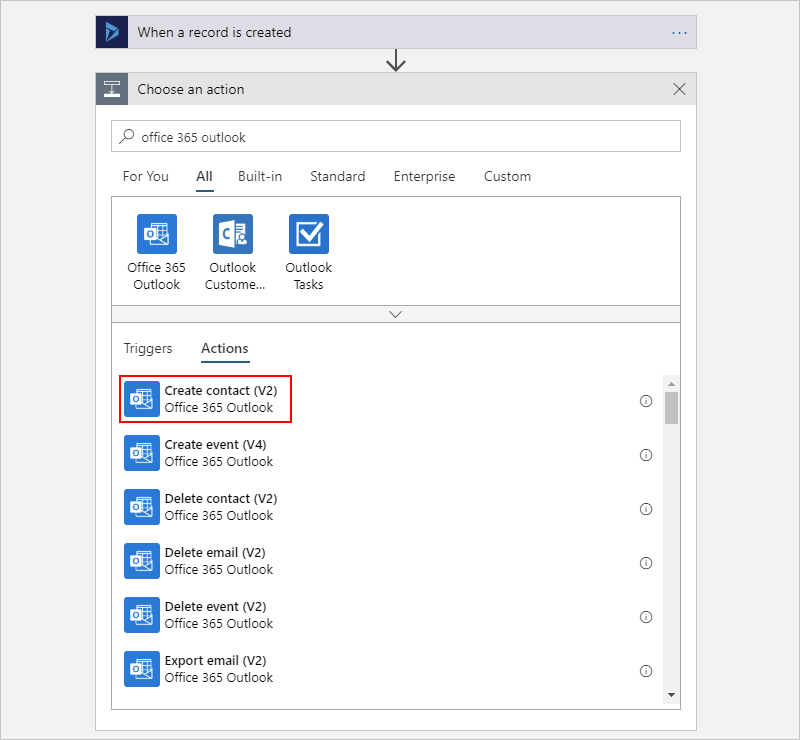 When a record is created
Choose an action
office 365 outlook
For You All Built-in Standard Enterprise Custom
Office 365 Outlook Outlook
Outlook Custome... Tasks
Triggers Actions
Create contact (V2)
Office 365 Outlook
Create event (V4)
Office 365 Outlook
Delete contact (V2)
Office 365 Outlook
Delete email (V2)
Office 365 Outlook
Delete event (V2)
Office 365 Outlook
Export email (V2)
Office 365 Outlook